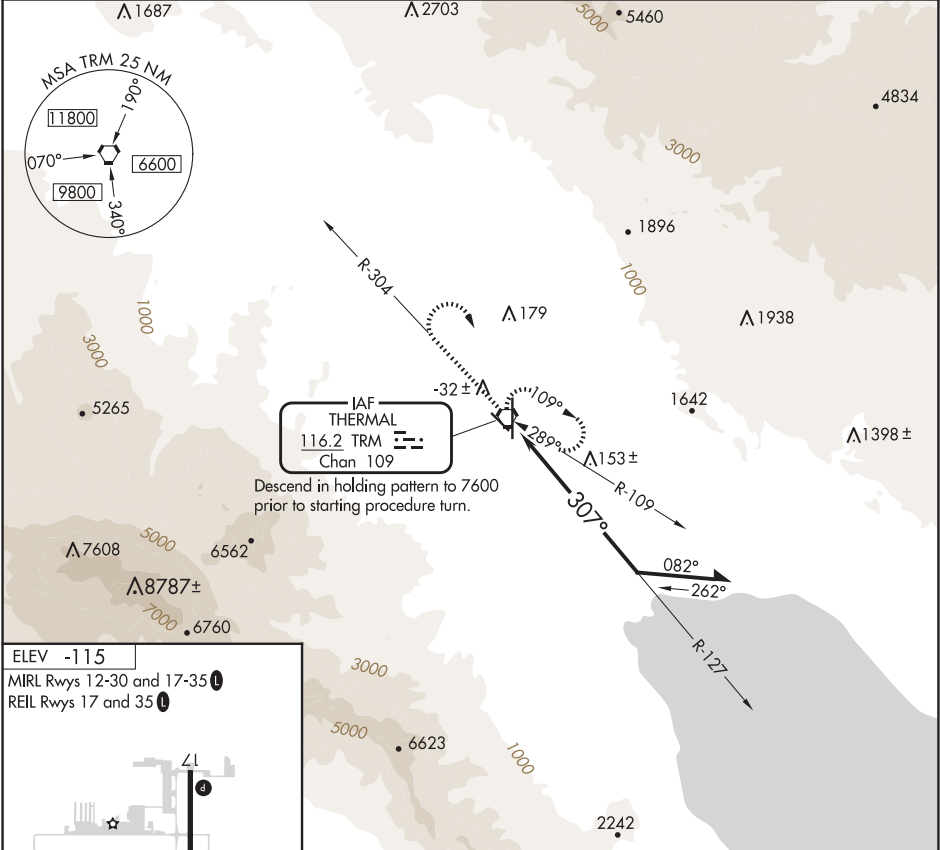 1687
2703
5000
5460
MSA TRM 25 NM
190°
11800
4834
070°
6600
9800
340°
3000
1896
R-304
1000
1000
179
1938
3000
-32±
109°
IAF
THERMAL
116.2 TRM
Chan 109
5265
1642
289°
1398±
153±
Descend in holding pattern to 7600
prior to starting procedure turn.
R-109
307°
5000
7608
6562
082°
8787±
262°
7000
6760
R-127
ELEV -115
MIRL Rwys 12-30 and 17-35 L
REIL Rwys 17 and 35 L
3000
5000
6623
1000
17
P
2242